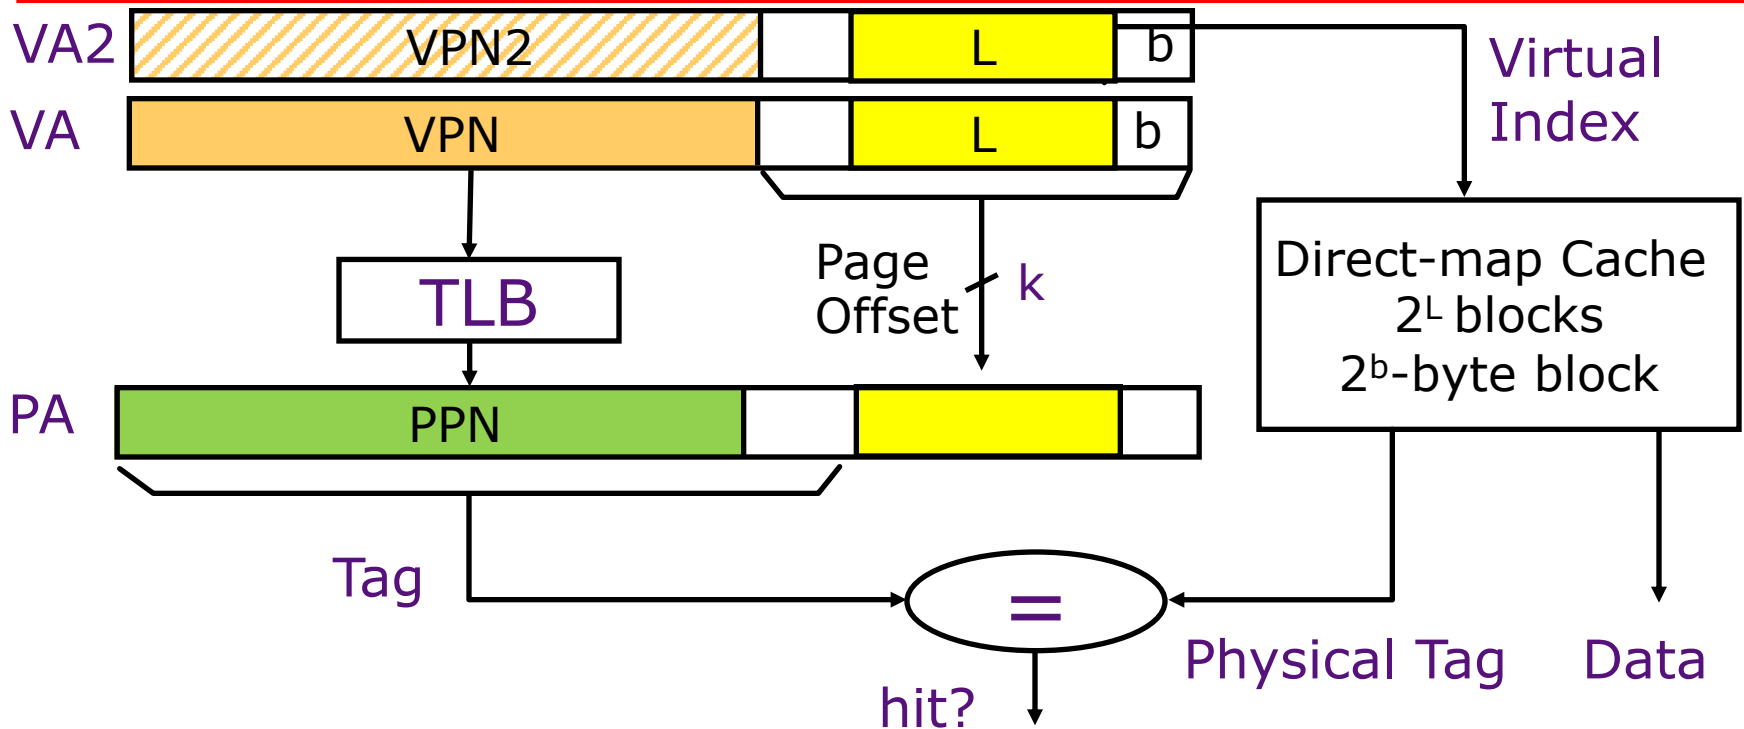 VA2 VPN2 L b
Virtual
Index
VA VPN L b
Page
Offset
k
TLB
Direct-map Cache
2ᴸ blocks
2ᵇ-byte block
PA PPN
Tag
=
Physical Tag
Data
hit?